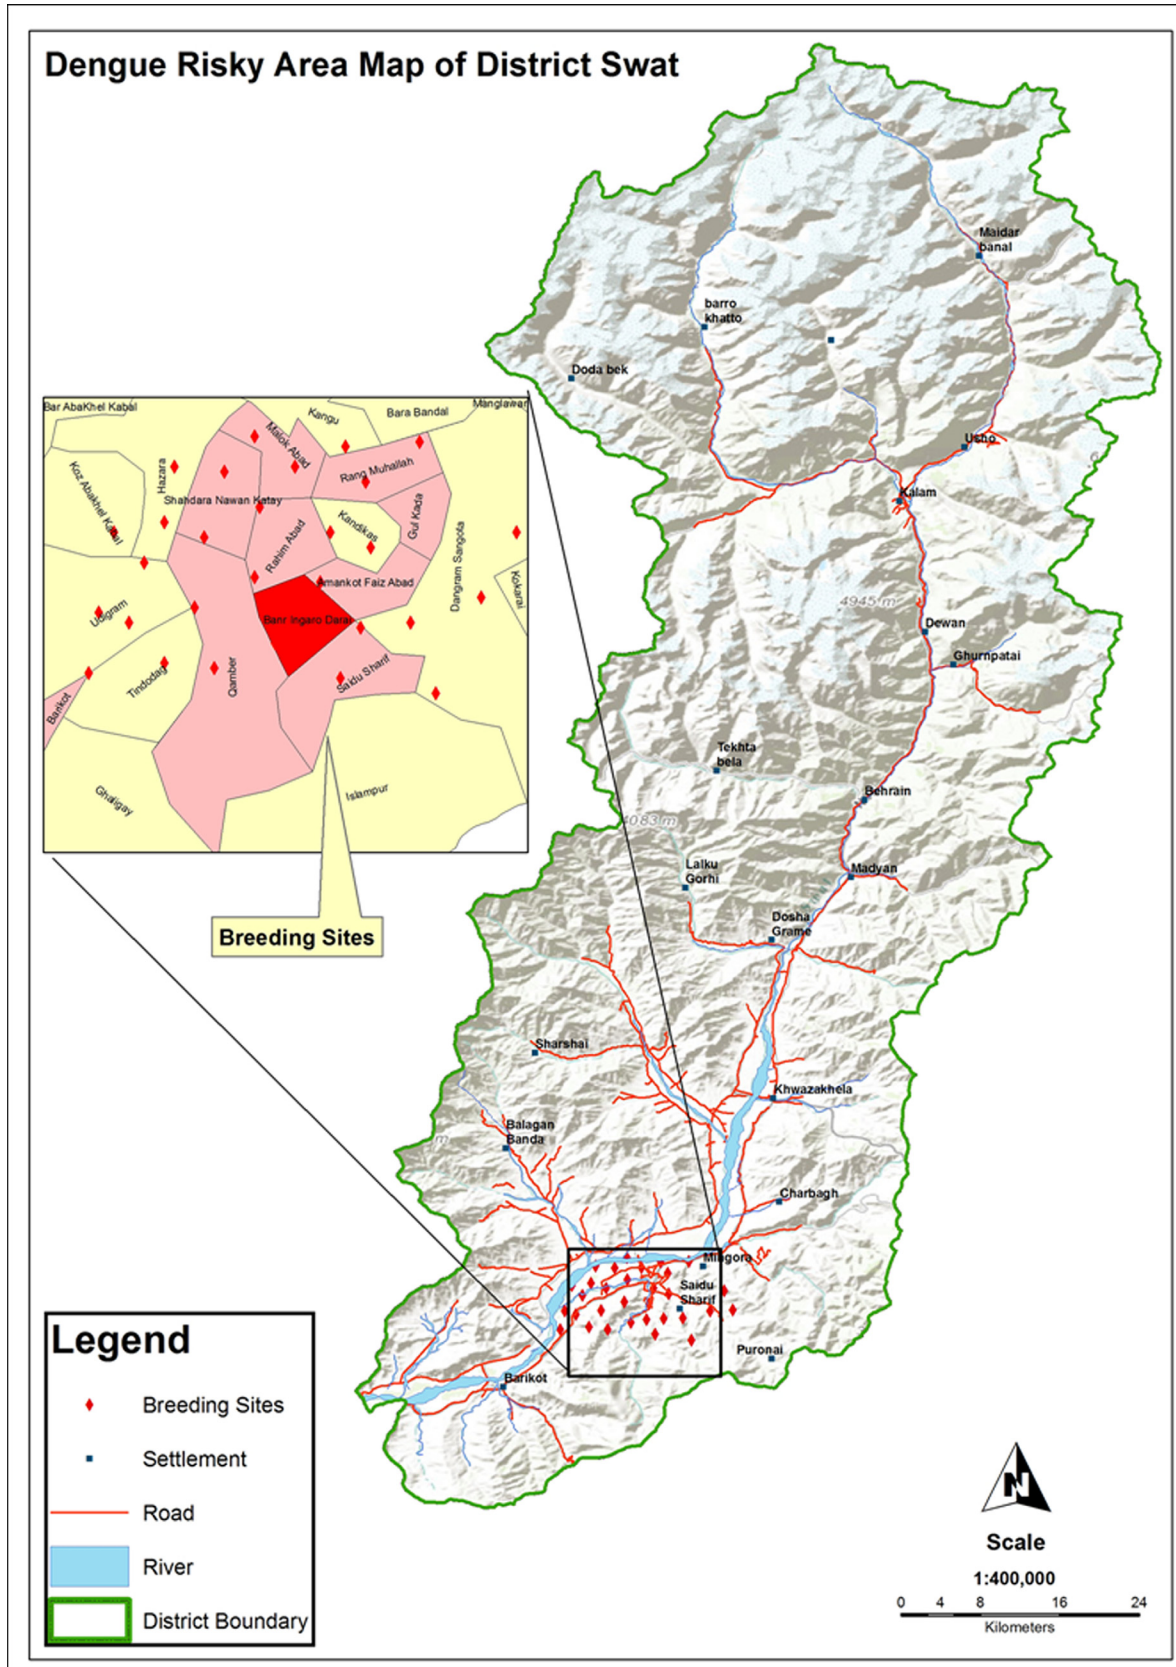 Dengue Risky Area Map of District Swat
Maidar
banal
barro
khatto
Doda bek
Usho
Kalam
4945 m
Dewan
Ghurnpatai
Tekhta
bela
Behrain
4083 m
Lalku
Gorhi
Madyan
Dosha
Grame
Sharshai
Khwazakhela
Balagan
Banda
m
Charbagh
Mingora
Saidu
Sharif
Puronai
Barikot
Bar AbaKhel Kabal
Kangu
Bara Bandal
Manglawar
Malok Abad
Koz Abakhel Kabal
Hazara
Rang Muhallah
Shahdara Nawan Katay
Gul Kada
Kandikas
Rahim Abad
Dangram Sangota
Amankot Faiz Abad
Kokarai
Udigram
Banr Ingaro Darai
Tindodag
Qamber
Saidu Sharif
Barikot
Ghaligay
Islampur
Breeding Sites
Legend
Breeding Sites
Settlement
Road
River
District Boundary
N
Scale
1:400,000
0 4 8 16 24
Kilometers